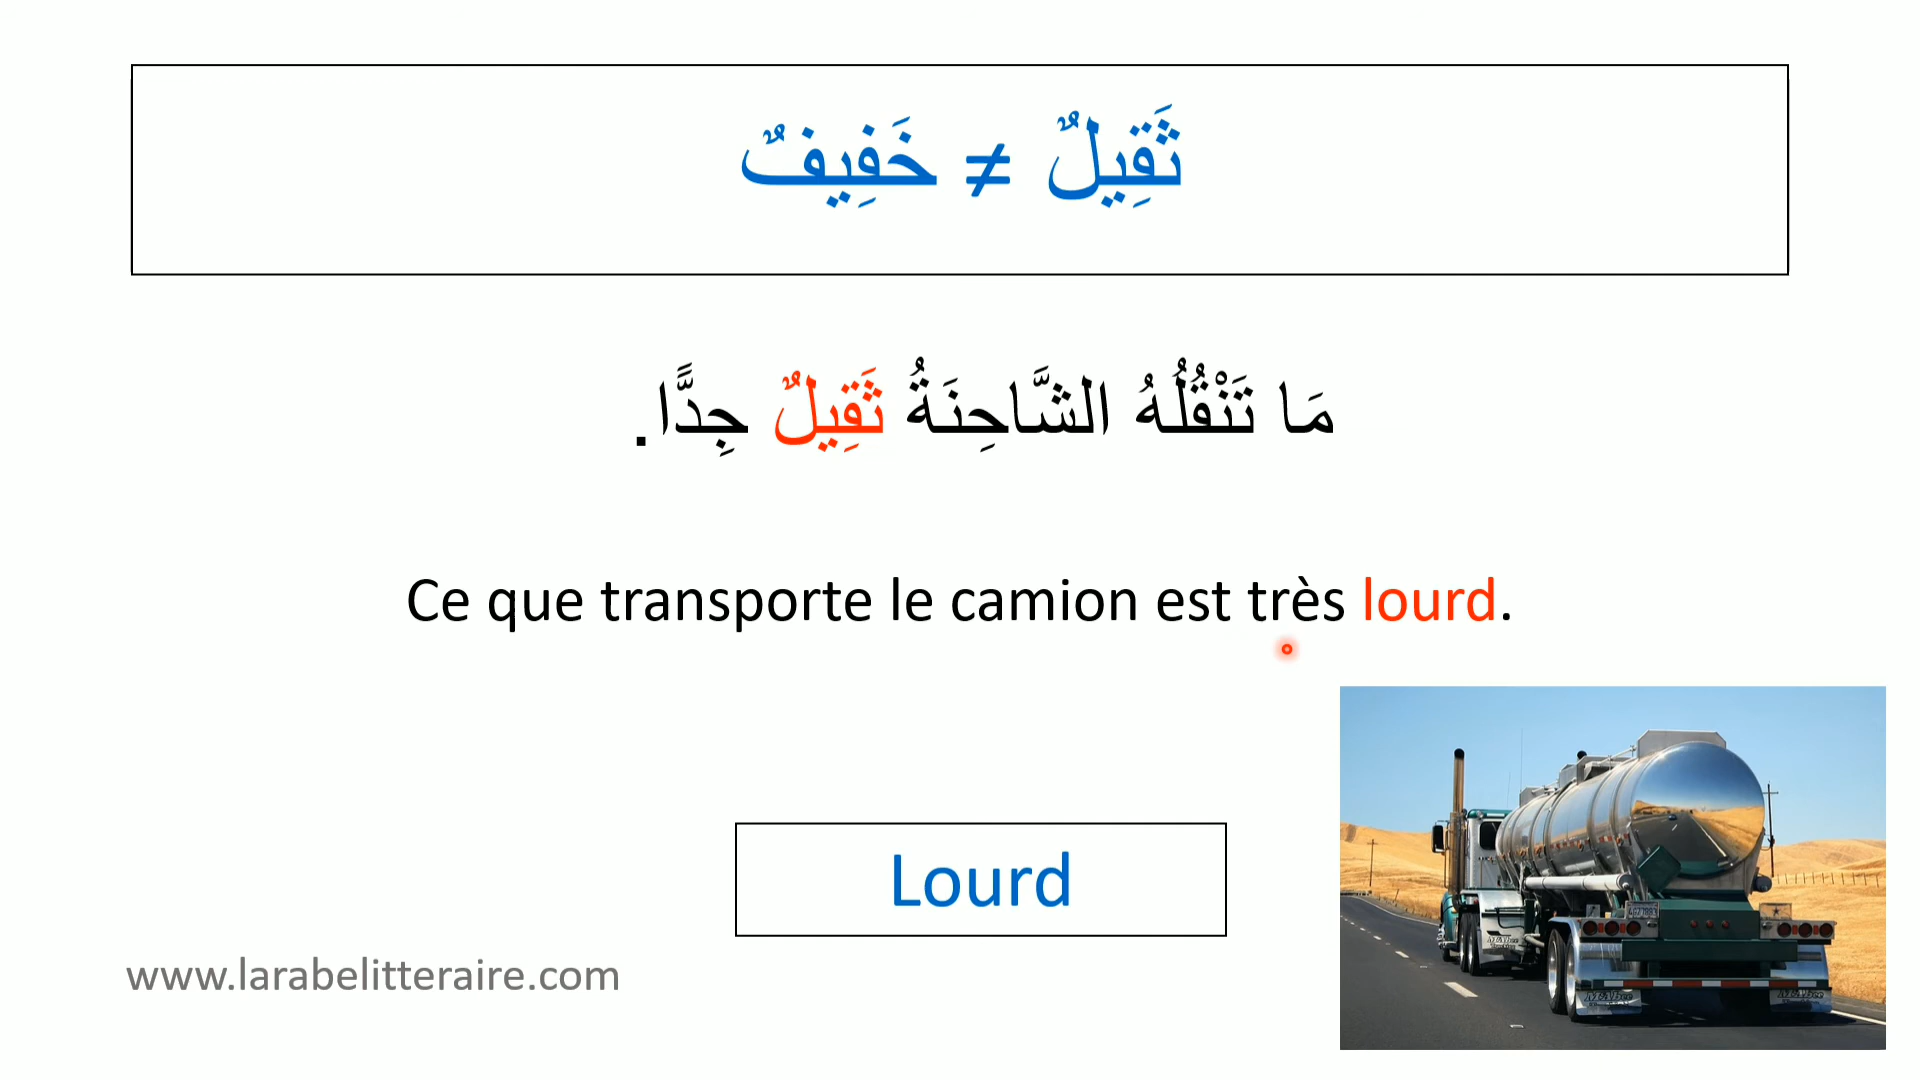 ثَقِيلٌ ≠ خَفِيفٌ
مَا تَنْقُلُهُ الشَّاحِنَةُ ثَقِيلٌ جِدًّا.
Ce que transporte le camion est très lourd.
Lourd
www.larabelitteraire.com